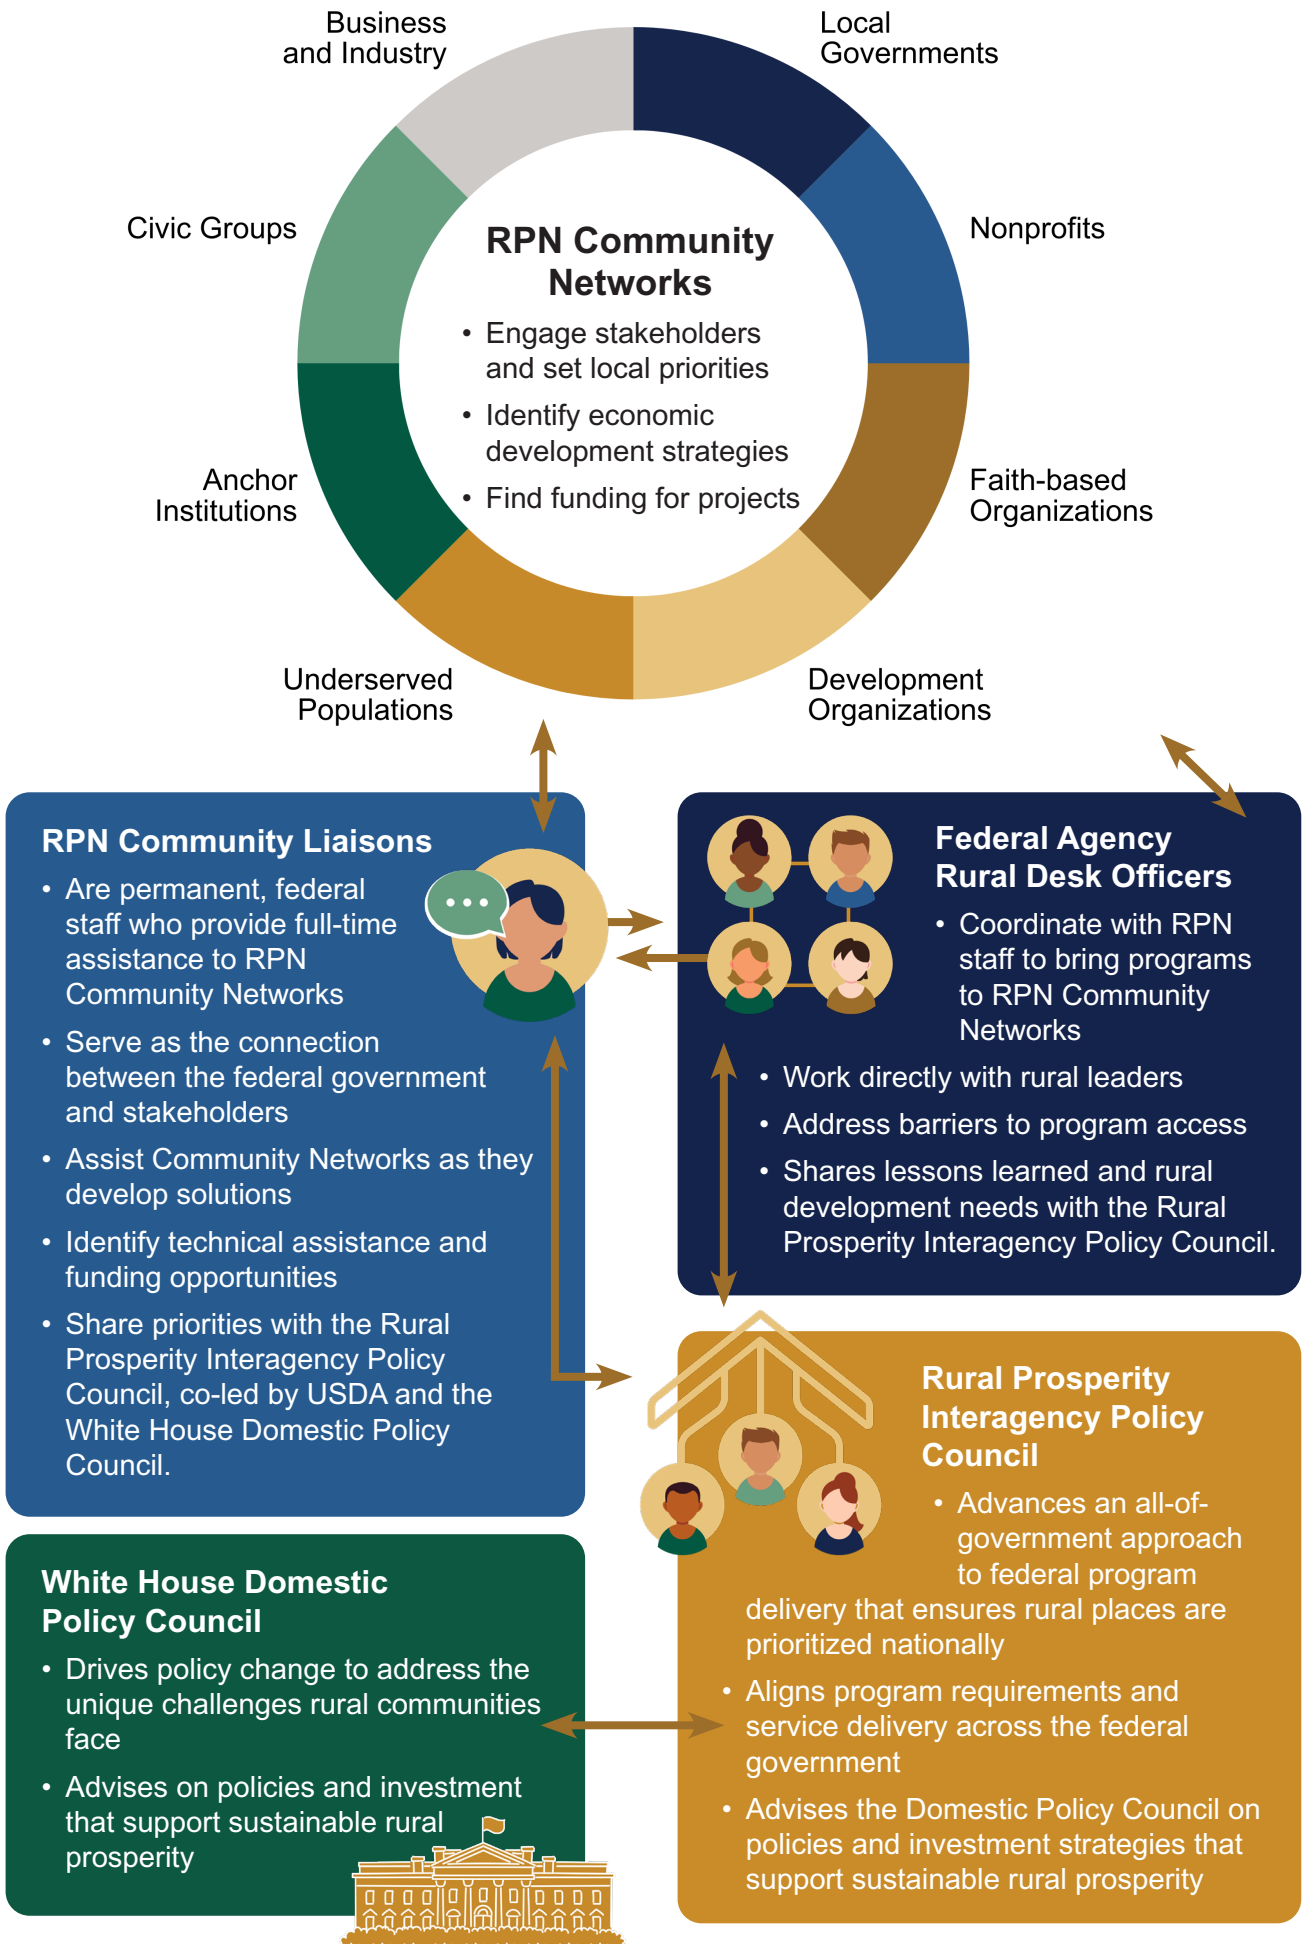 Business
and Industry
Local
Governments
Civic Groups
Nonprofits
RPN Community
Networks
• Engage stakeholders
and set local priorities
• Identify economic
development strategies
• Find funding for projects
Anchor
Institutions
Faith-based
Organizations
Underserved
Populations
Development
Organizations
RPN Community Liaisons
• Are permanent, federal
staff who provide full-time
assistance to RPN
Community Networks
• Serve as the connection
between the federal government
and stakeholders
• Assist Community Networks as they
develop solutions
• Identify technical assistance and
funding opportunities
• Share priorities with the Rural
Prosperity Interagency Policy
Council, co-led by USDA and the
White House Domestic Policy
Council.
Federal Agency
Rural Desk Officers
• Coordinate with RPN
staff to bring programs
to RPN Community
Networks
• Work directly with rural leaders
• Address barriers to program access
• Shares lessons learned and rural
development needs with the Rural
Prosperity Interagency Policy Council.
White House Domestic
Policy Council
• Drives policy change to address the
unique challenges rural communities
face
• Advises on policies and investment
that support sustainable rural
prosperity
Rural Prosperity
Interagency Policy
Council
• Advances an all-of-
government approach
to federal program
delivery that ensures rural places are
prioritized nationally
• Aligns program requirements and
service delivery across the federal
government
• Advises the Domestic Policy Council on
policies and investment strategies that
support sustainable rural prosperity